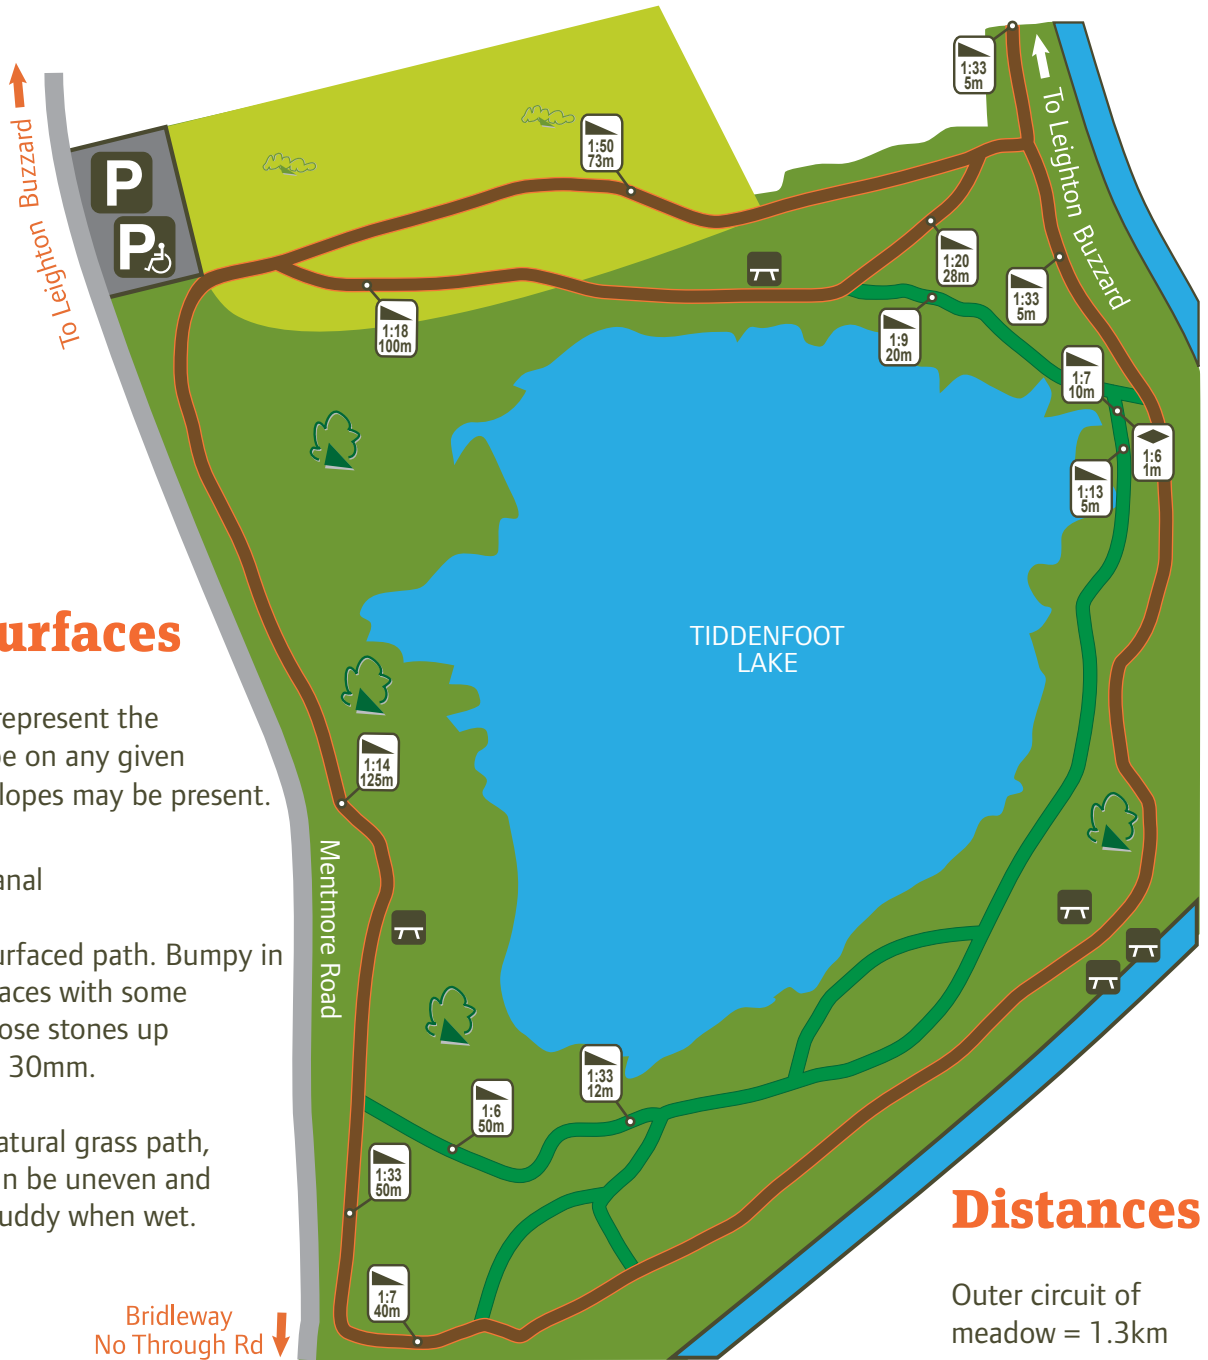 To Leighton Buzzard
P
P
1:50
73m
1:33
5m
To Leighton Buzzard
1:20
28m
1:33
5m
1:18
100m
1:9
20m
1:7
10m
1:6
1m
1:13
5m
TIDDENFOOT
LAKE
urfaces
represent the
pe on any given
lopes may be present.
anal
urfaced path. Bumpy in
aces with some
ose stones up
30mm.
atural grass path,
n be uneven and
uddy when wet.
1:14
125m
Mentmore Road
1:33
12m
1:6
50m
1:33
50m
1:7
40m
Bridleway
No Through Rd
Distances
Outer circuit of
meadow = 1.3km